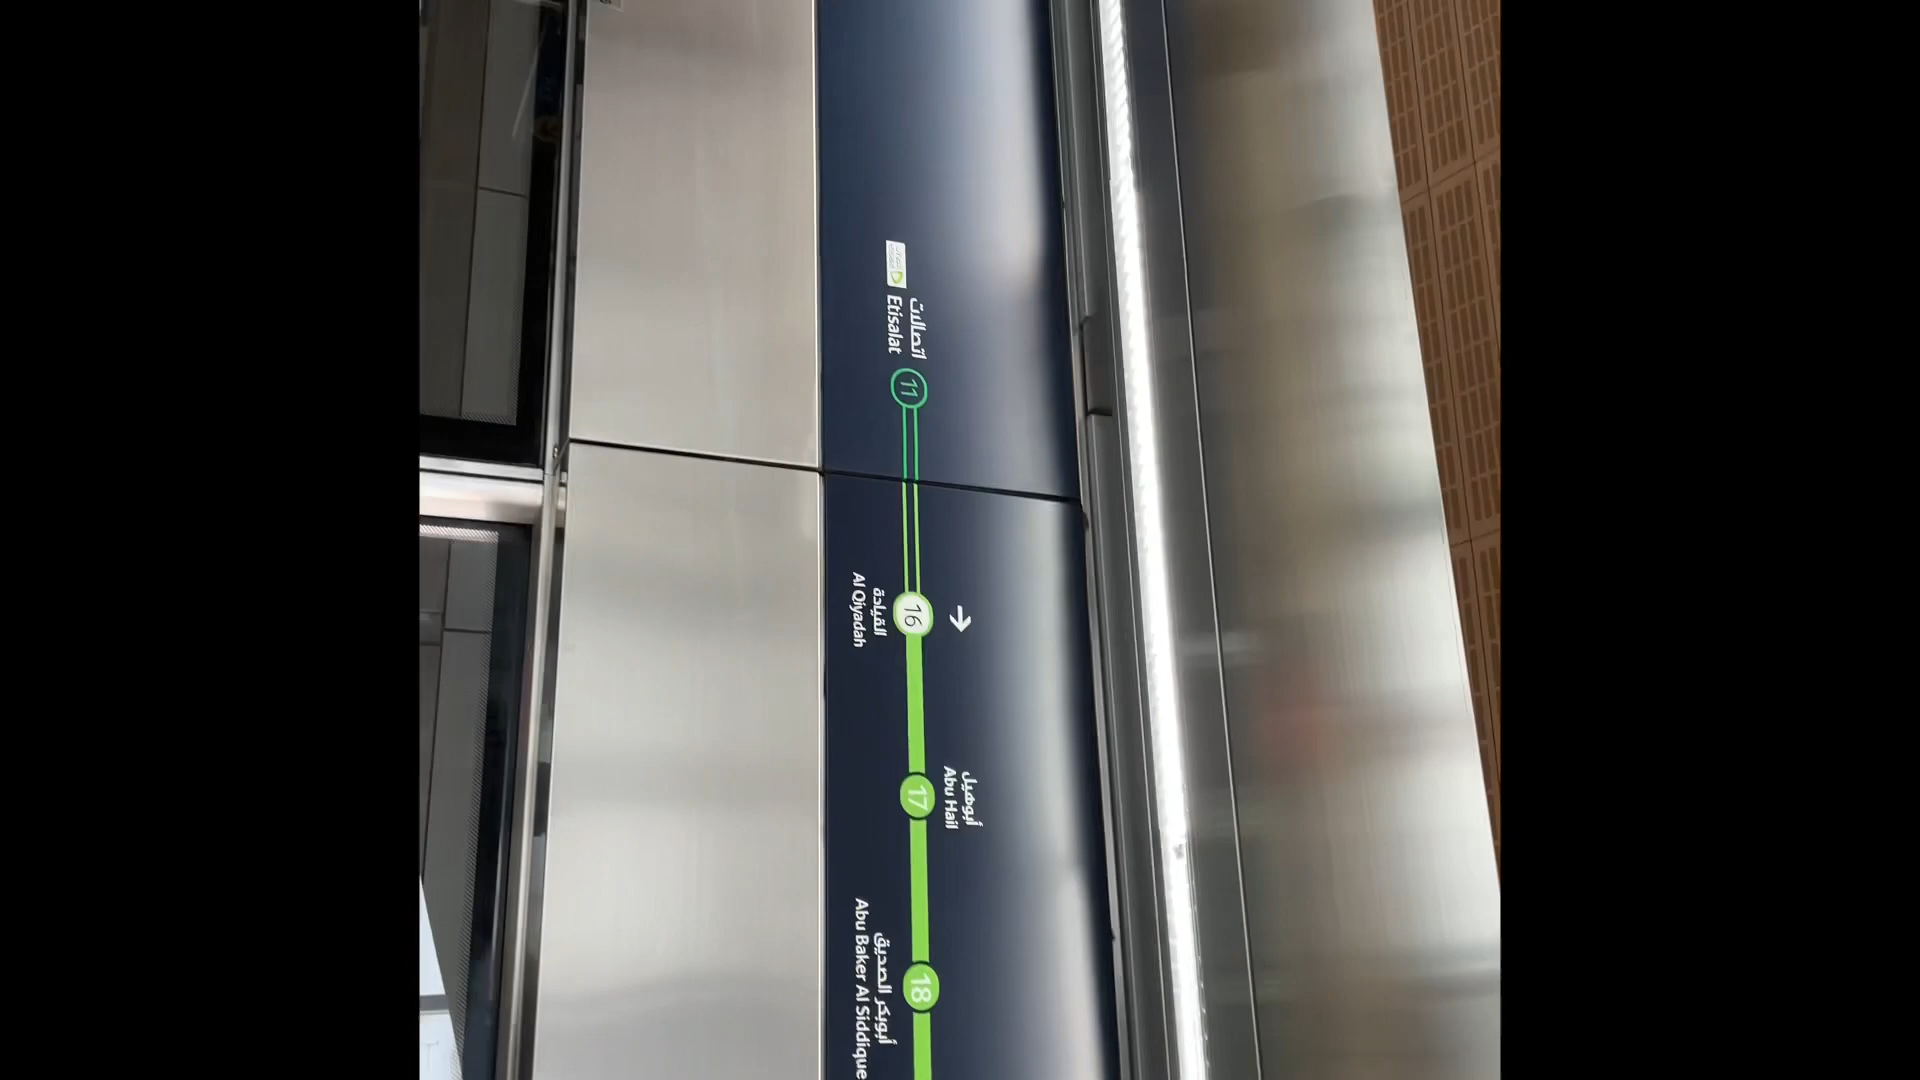 اتصالات
Etisalat
11
القيادة
Al Qiyadah
16
أبوهيل
Abu Hail
17
أبوبكر الصديق
Abu Baker Al Siddique
18